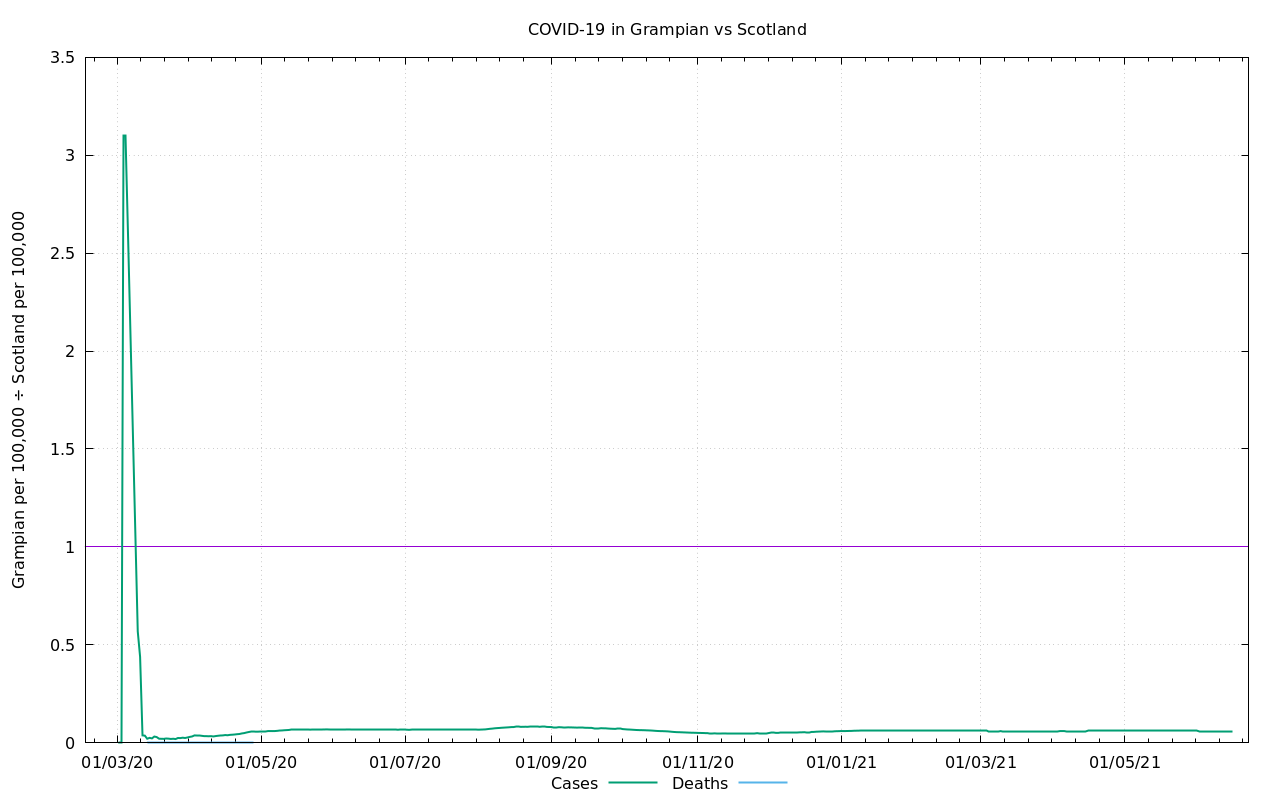 COVID-19 in Grampian vs Scotland
Grampian per 100,000 ÷ Scotland per 100,000
3.5
3
2.5
2
1.5
1
0.5
0
01/03/20 01/05/20 01/07/20 01/09/20 01/11/20 01/01/21 01/03/21 01/05/21
Cases Deaths